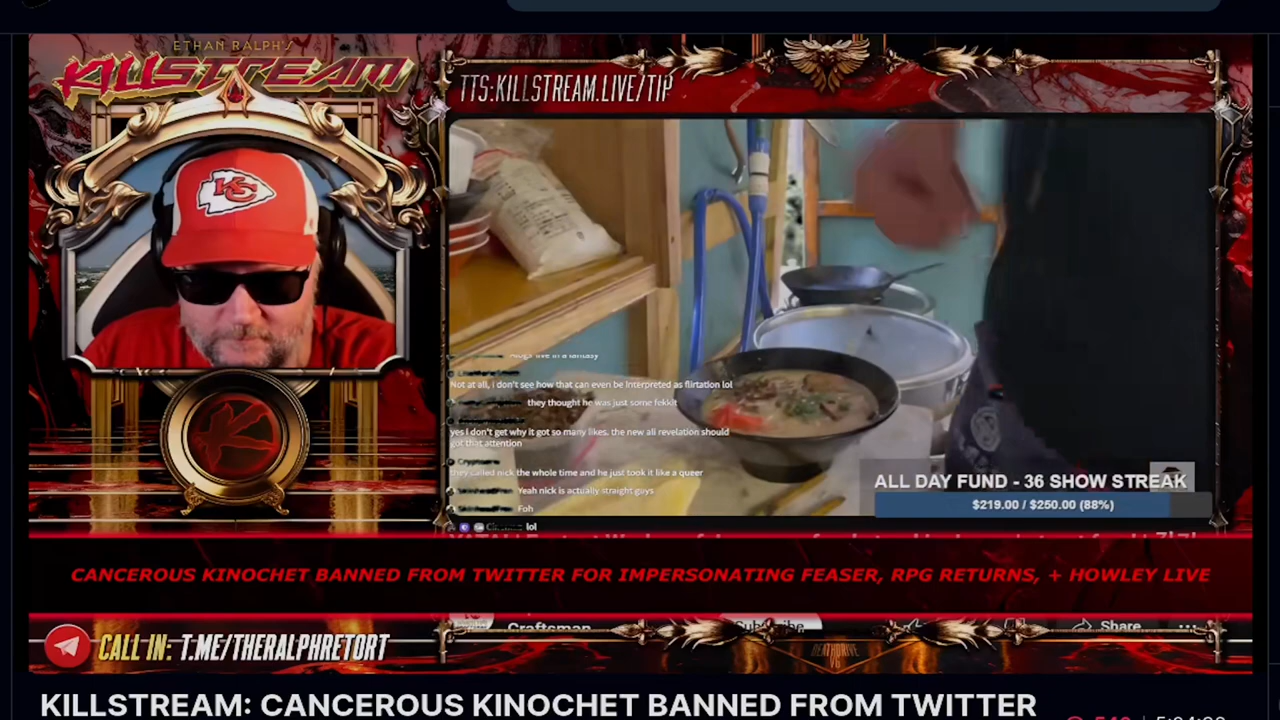 ETHAN RALPH'S
KILLSTREAM
TTS:KILLSTREAM.LIVE/TIP
KC
Not at all, i don't see how that can even be interpreted as flirtation lol
they thought he was just some fekkit
yes i don't get why it got so many likes. the new ali revelation should
got that attention
they called nick the whole time and he just took it like a queer
Yeah nick is actually straight guys
Foh
lol
ALL DAY FUND - 36 SHOW STREAK
$219.00 / $250.00 (88%)
CANCEROUS KINOCHET BANNED FROM TWITTER FOR IMPERSONATING FEASER, RPG RETURNS, + HOWLEY LIVE
Craftsman
Subscribe
Share
CALL IN: T.ME/THERALPHRETORT
KILLSTREAM: CANCEROUS KINOCHET BANNED FROM TWITTER